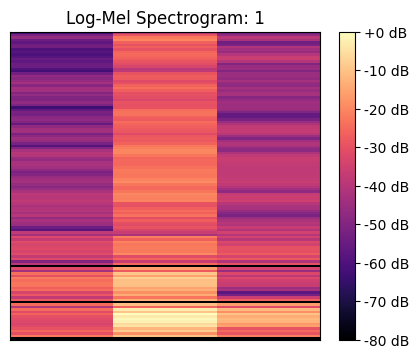 Log-Mel Spectrogram: 1
+0 dB
-10 dB
-20 dB
-30 dB
-40 dB
-50 dB
-60 dB
-70 dB
-80 dB